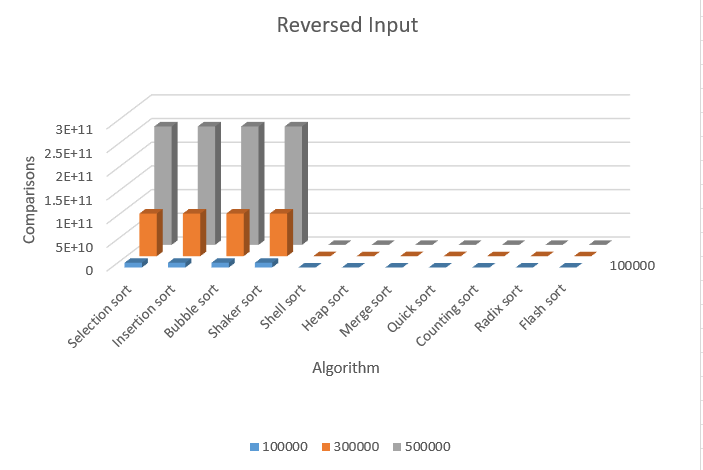 Reversed Input
Comparisons
3E+11
2.5E+11
2E+11
1.5E+11
1E+11
5E+10
0
100000
Selection sort
Insertion sort
Bubble sort
Shaker sort
Shell sort
Heap sort
Merge sort
Quick sort
Counting sort
Radix sort
Flash sort
Algorithm
100000 300000 500000